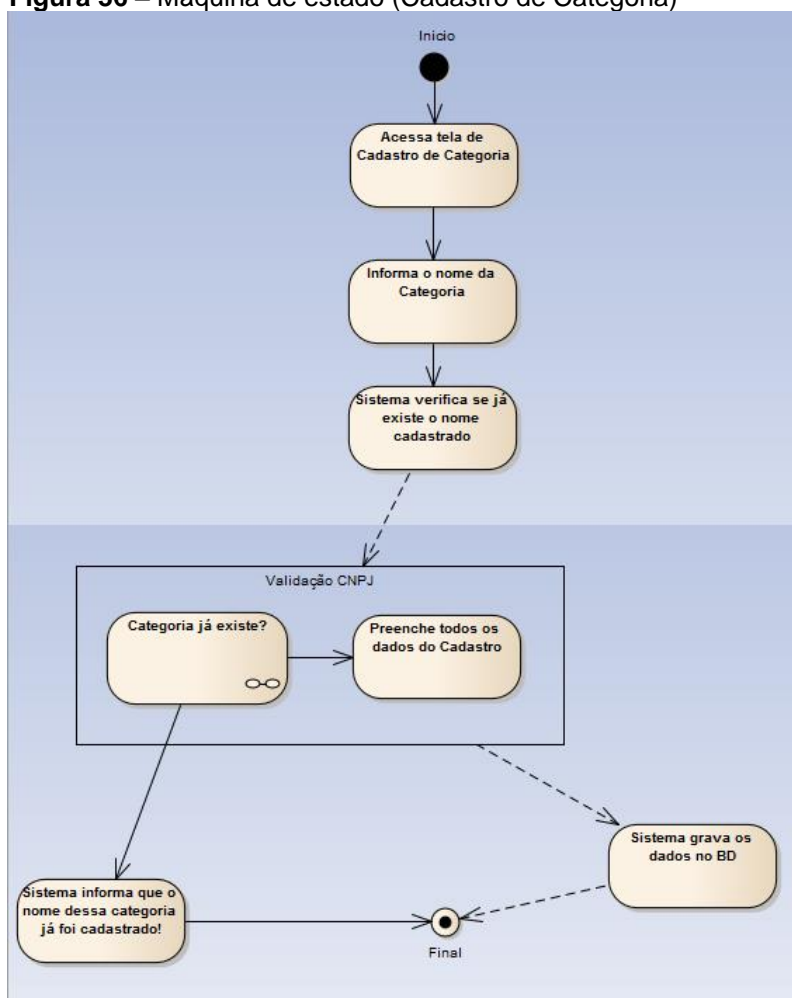 Figura 56 – Máquina de estado (Cadastro de Categoria)
Inicio
Acessa tela de
Cadastro de Categoria
Informa o nome da
Categoria
Sistema verifica se já
existe o nome
cadastrado
Validação CNPJ
Categoria já existe?
Preenche todos os
dados do Cadastro
Sistema grava os
dados no BD
Sistema informa que o
nome dessa categoria
já foi cadastrado!
Final